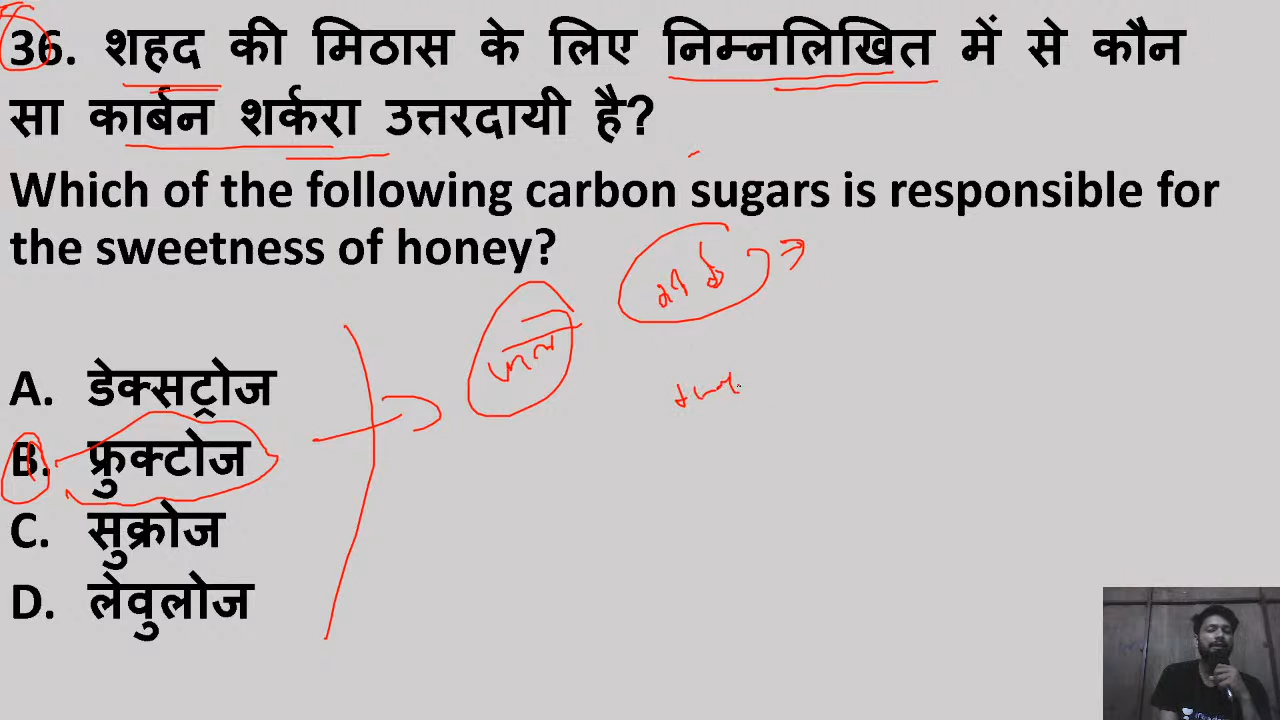 36. शहद की मिठास के लिए निम्नलिखित में से कौन
सा कार्बन शर्करा उत्तरदायी है?
Which of the following carbon sugars is responsible for
the sweetness of honey?
A. डेक्सट्रोज
B. फ्रुक्टोज
C. सुक्रोज
D. लेवुलोज